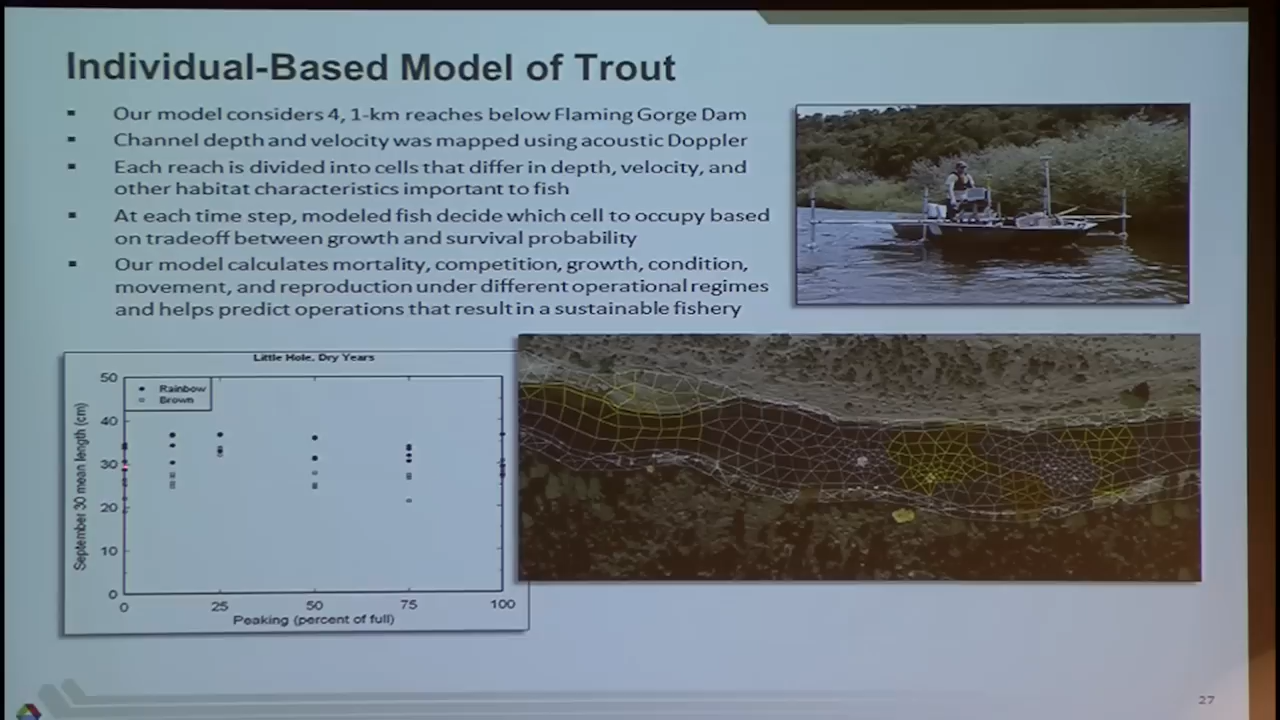 Individual-Based Model of Trout
Our model considers 4, 1-km reaches below Flaming Gorge Dam
Channel depth and velocity was mapped using acoustic Doppler
Each reach is divided into cells that differ in depth, velocity, and
other habitat characteristics important to fish
At each time step, modeled fish decide which cell to occupy based
on tradeoff between growth and survival probability
Our model calculates mortality, competition, growth, condition,
movement, and reproduction under different operational regimes
and helps predict operations that result in a sustainable fishery
Little Hole. Dry Years
Rainbow
Brown
September 30 mean length (cm)
50
40
30
20
10
0
0 25 50 75 100
Peaking (percent of full)
27